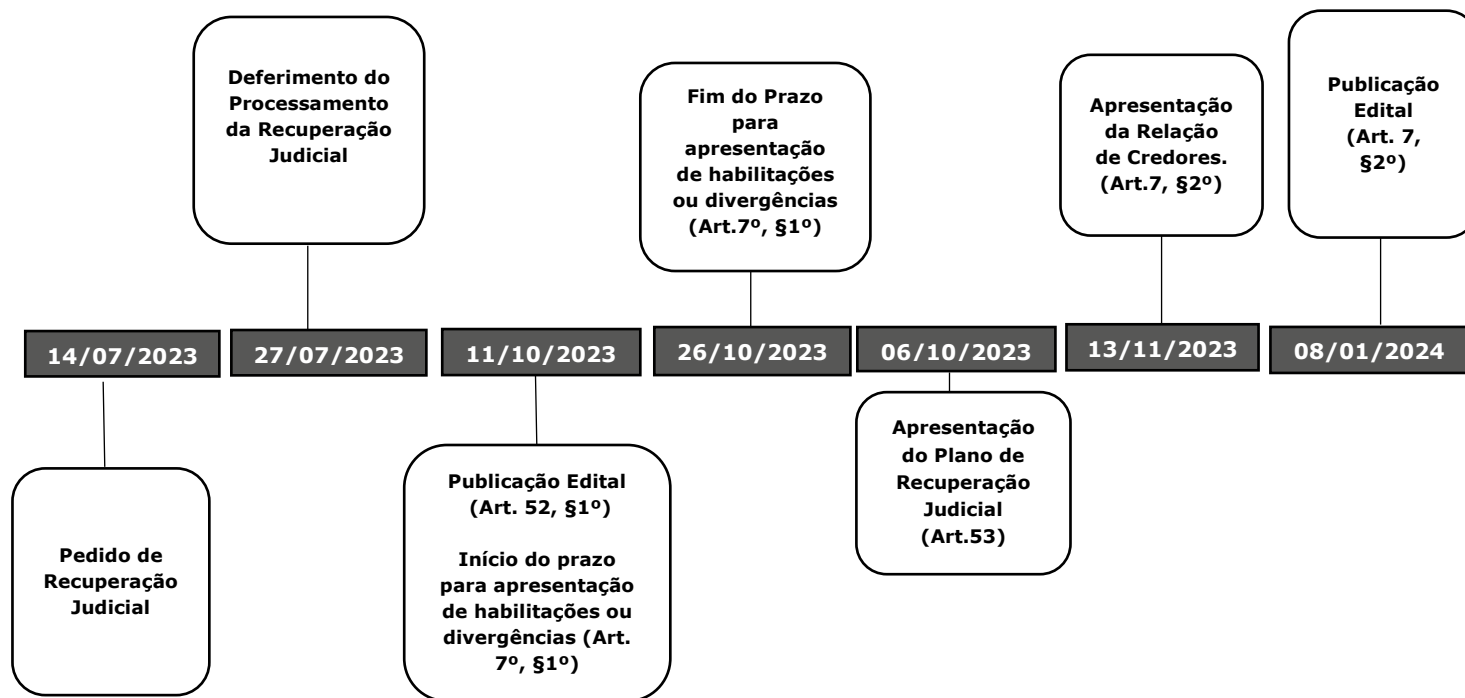 Deferimento do
Processamento
da Recuperação
Judicial
Fim do Prazo
para
apresentação
de habilitações
ou divergências
(Art.7º, §1º)
Apresentação
da Relação
de Credores.
(Art.7, §2º)
Publicação
Edital
(Art. 7,
§2º)
14/07/2023
27/07/2023
11/10/2023
26/10/2023
06/10/2023
13/11/2023
08/01/2024
Pedido de
Recuperação
Judicial
Publicação Edital
(Art. 52, §1º)
Início do prazo
para apresentação
de habilitações ou
divergências (Art.
7º, §1º)
Apresentação
do Plano de
Recuperação
Judicial
(Art.53)